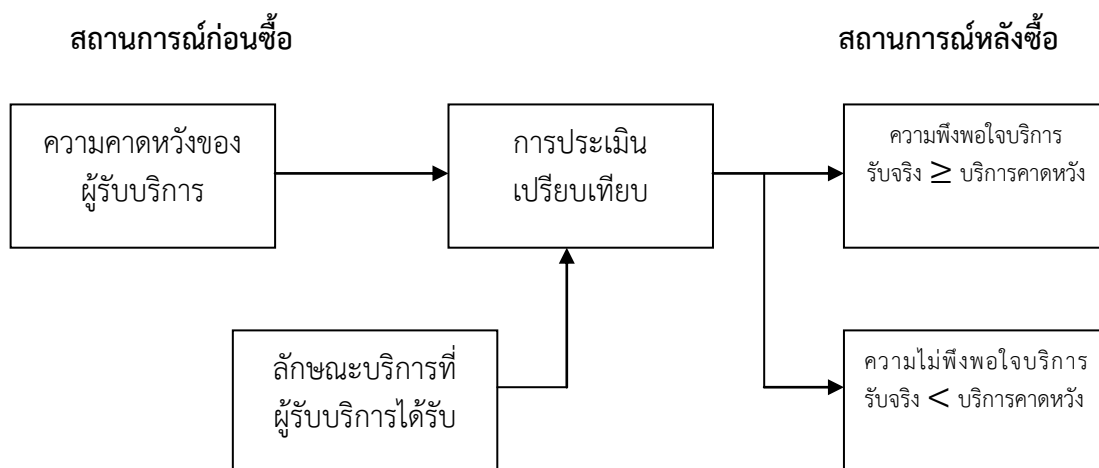 สถานการณ์ก่อนซื้อ
สถานการณ์หลังซื้อ
ความคาดหวังของ
ผู้รับบริการ
การประเมิน
เปรียบเทียบ
ความพึงพอใจบริการ
รับจริง ≥ บริการคาดหวัง
ลักษณะบริการที่
ผู้รับบริการได้รับ
ความไม่พึงพอใจบริการ
รับจริง < บริการคาดหวัง